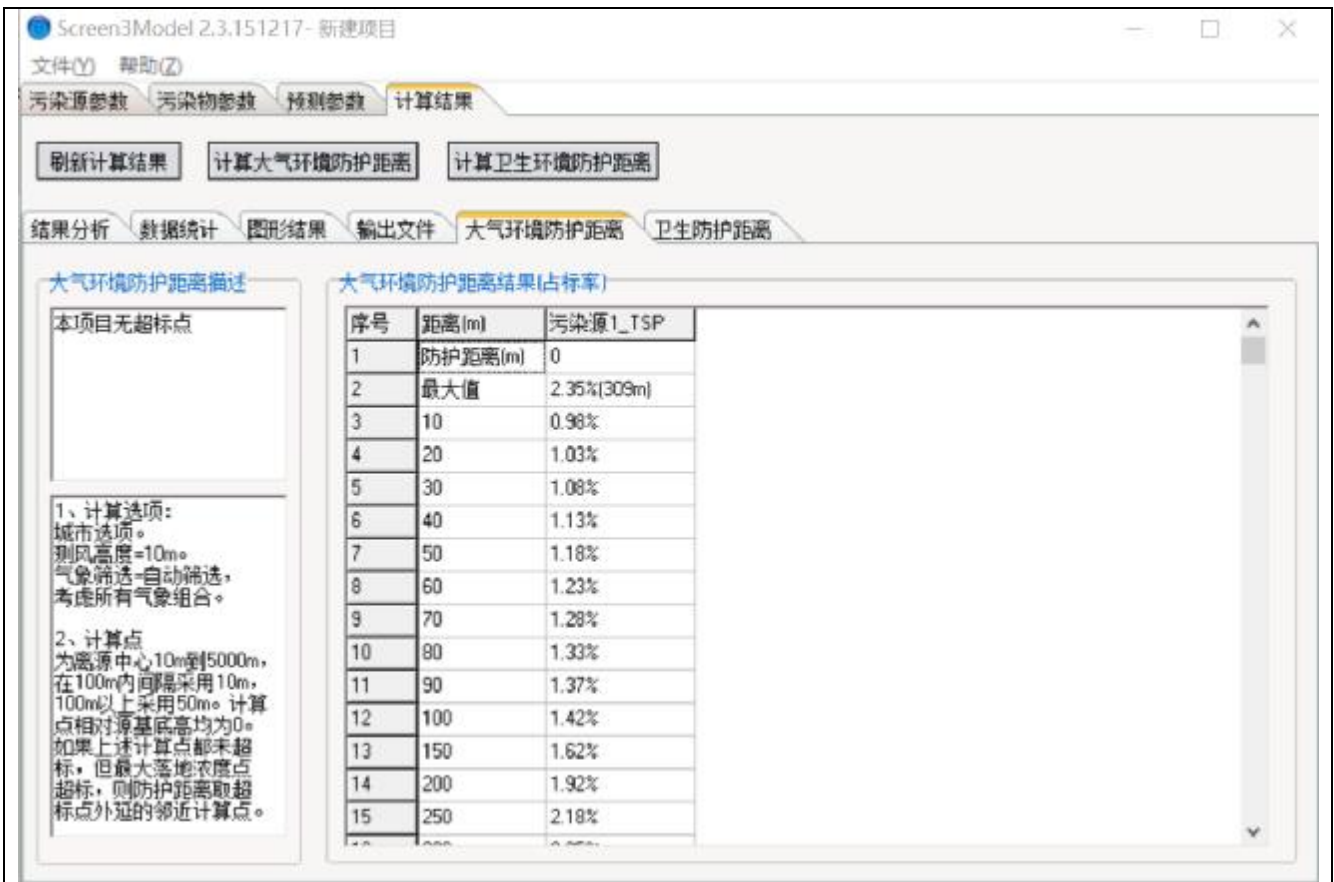 Screen3Model 2.3.151217- 新建项目
文件(Y) 帮助(Z)
污染源参数 污染物参数 预测参数 计算结果
刷新计算结果 计算大气环境防护距离 计算卫生环境防护距离
结果分析 数据统计 图形结果 输出文件 大气环境防护距离 卫生防护距离
大气环境防护距离描述
本项目无超标点
1、计算选项:
城市选项。
测风高度=10m。
气象筛选=自动筛选,
考虑所有气象组合。
2、计算点
为离源中心10m到5000m,
在100m内间隔采用10m,
100m以上采用50m。计算
点相对源基底高均为0。
如果上述计算点都未超
标,但最大落地浓度点
超标,则防护距离取超
标点外延的邻近计算点。
大气环境防护距离结果(占标率)
序号 距离(m) 污染源1_TSP
1 防护距离(m) 0
2 最大值 2.35%(309m)
3 10 0.98%
4 20 1.03%
5 30 1.08%
6 40 1.13%
7 50 1.18%
8 60 1.23%
9 70 1.28%
10 80 1.33%
11 90 1.37%
12 100 1.42%
13 150 1.62%
14 200 1.92%
15 250 2.18%